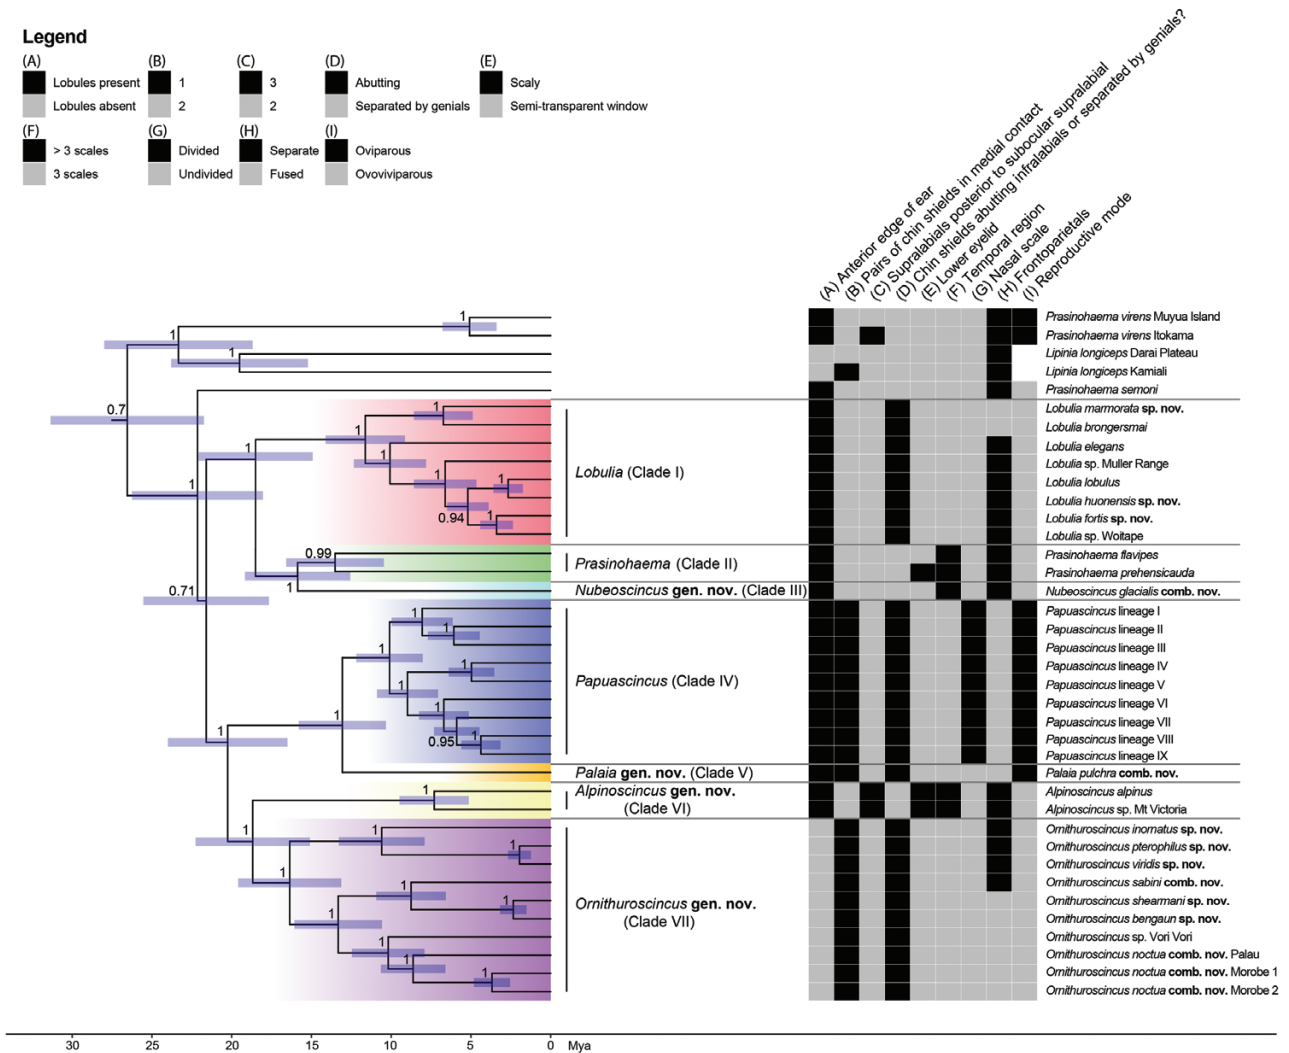 Legend
(A) (B) (C) (D) (E)
Lobules present 1 3 Abutting Scaly
Lobules absent 2 2 Separated by genials Semi-transparent window
(F) (G) (H) (I)
> 3 scales Divided Separate Oviparous
3 scales Undivided Fused Ovoviviparous
(A) Anterior edge of ear
(B) Pairs of chin shields in medial contact
(C) Supralabials posterior to subocular supralabial
(D) Chin shields abutting infralabials or separated by genials?
(E) Lower eyelid
(F) Temporal region
(G) Nasal scale
(H) Frontoparietals
(I) Reproductive mode
1 Prasinohaema virens Muyua Island
1 Prasinohaema virens Itokama
1 Lipinia longiceps Darai Plateau
Lipinia longiceps Kamiali
Prasinohaema semoni
0.7
1 Lobulia marmorata sp. nov.
Lobulia brongersmai
1
1 Lobulia elegans
1 Lobulia sp. Muller Range
1 Lobulia (Clade I)
1 Lobulia lobulus
1 Lobulia huonensis sp. nov.
0.94 1 Lobulia fortis sp. nov.
Lobulia sp. Woitape
0.99 Prasinohaema flavipes
Prasinohaema (Clade II)
Prasinohaema prehensicauda
0.71 1 Nubeoscincus gen. nov. (Clade III) Nubeoscincus glacialis comb. nov.
1 Papuascincus lineage I
1 Papuascincus lineage II
1 Papuascincus lineage III
1 Papuascincus lineage IV
1 Papuascincus (Clade IV) Papuascincus lineage V
1 Papuascincus lineage VI
1 1 Papuascincus lineage VII
0.95 1 Papuascincus lineage VIII
Papuascincus lineage IX
Palaia gen. nov. (Clade V) Palaia pulchra comb. nov.
1 Alpinoscincus gen. nov. Alpinoscincus alpinus
(Clade VI) Alpinoscincus sp. Mt Victoria
1 1 Ornithuroscincus inornatus sp. nov.
1 Ornithuroscincus pterophilus sp. nov.
Ornithuroscincus viridis sp. nov.
1 1 Ornithuroscincus sabini comb. nov.
1 Ornithuroscincus gen. nov. Ornithuroscincus shearmani sp. nov.
1 (Clade VII) Ornithuroscincus bengaun sp. nov.
1 Ornithuroscincus sp. Vori Vori
1 Ornithuroscincus noctua comb. nov. Palau
1 Ornithuroscincus noctua comb. nov. Morobe 1
Ornithuroscincus noctua comb. nov. Morobe 2
30 25 20 15 10 5 0 Mya